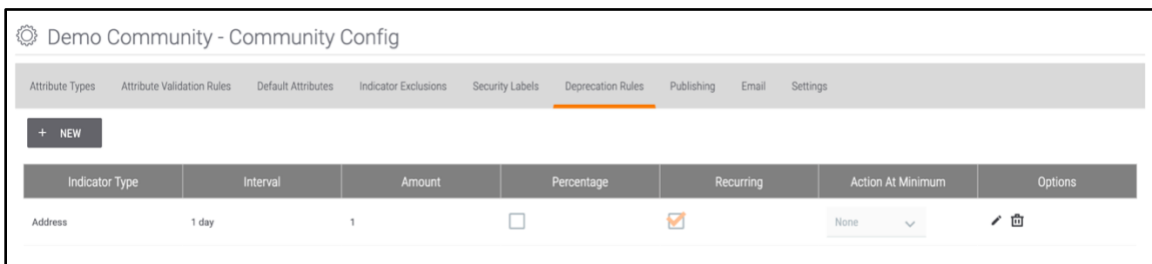 Demo Community - Community Config
Attribute Types Attribute Validation Rules Default Attributes Indicator Exclusions Security Labels Deprecation Rules Publishing Email Settings
+ NEW
Indicator Type Interval Amount Percentage Recurring Action At Minimum Options
Address 1 day 1 None